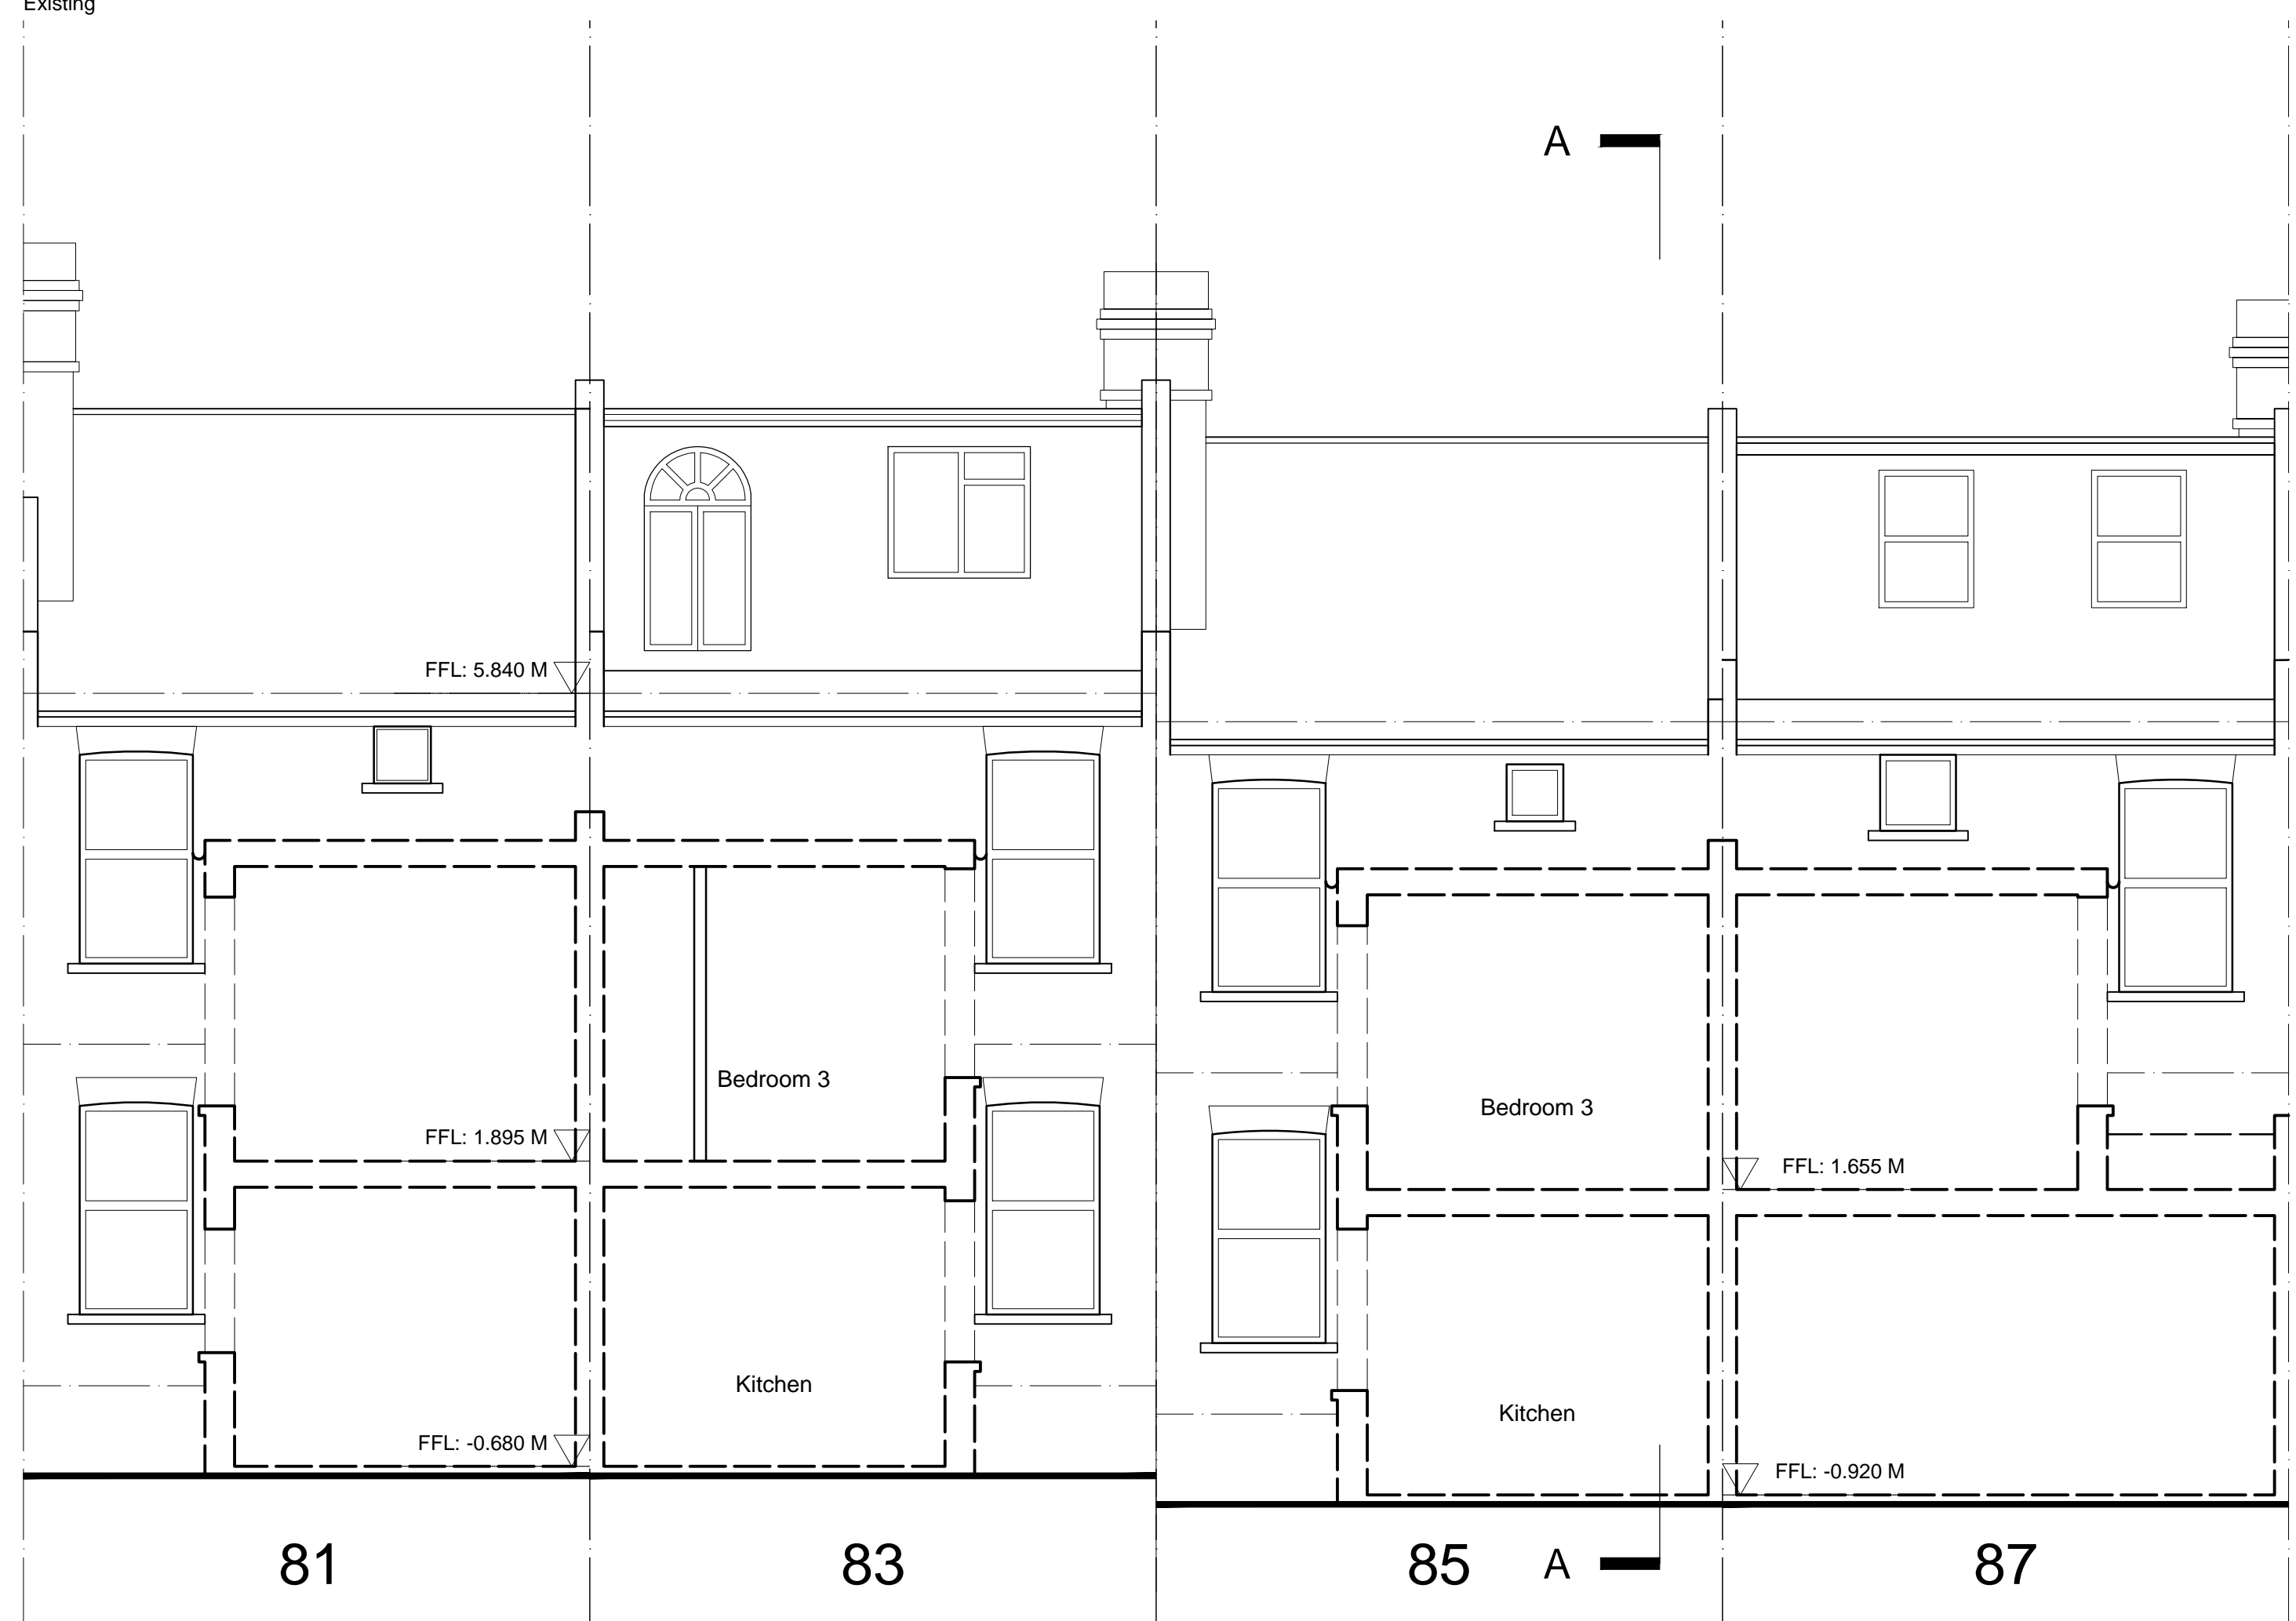 Existing
A
FFL: 5.840 M
Bedroom 3
Bedroom 3
FFL: 1.895 M
FFL: 1.655 M
Kitchen
Kitchen
FFL: -0.680 M
FFL: -0.920 M
81
83
85
A
87